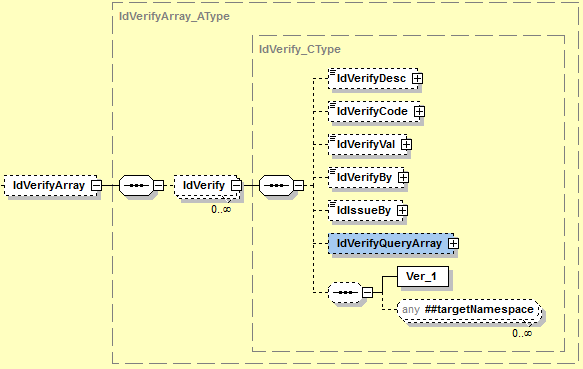 IdVerifyArray_AType
IdVerify_CType
IdVerifyDesc
IdVerifyCode
IdVerifyVal
IdVerifyArray
IdVerify
0..∞
IdVerifyBy
IdIssueBy
IdVerifyQueryArray
Ver_1
any ##targetNamespace
0..∞